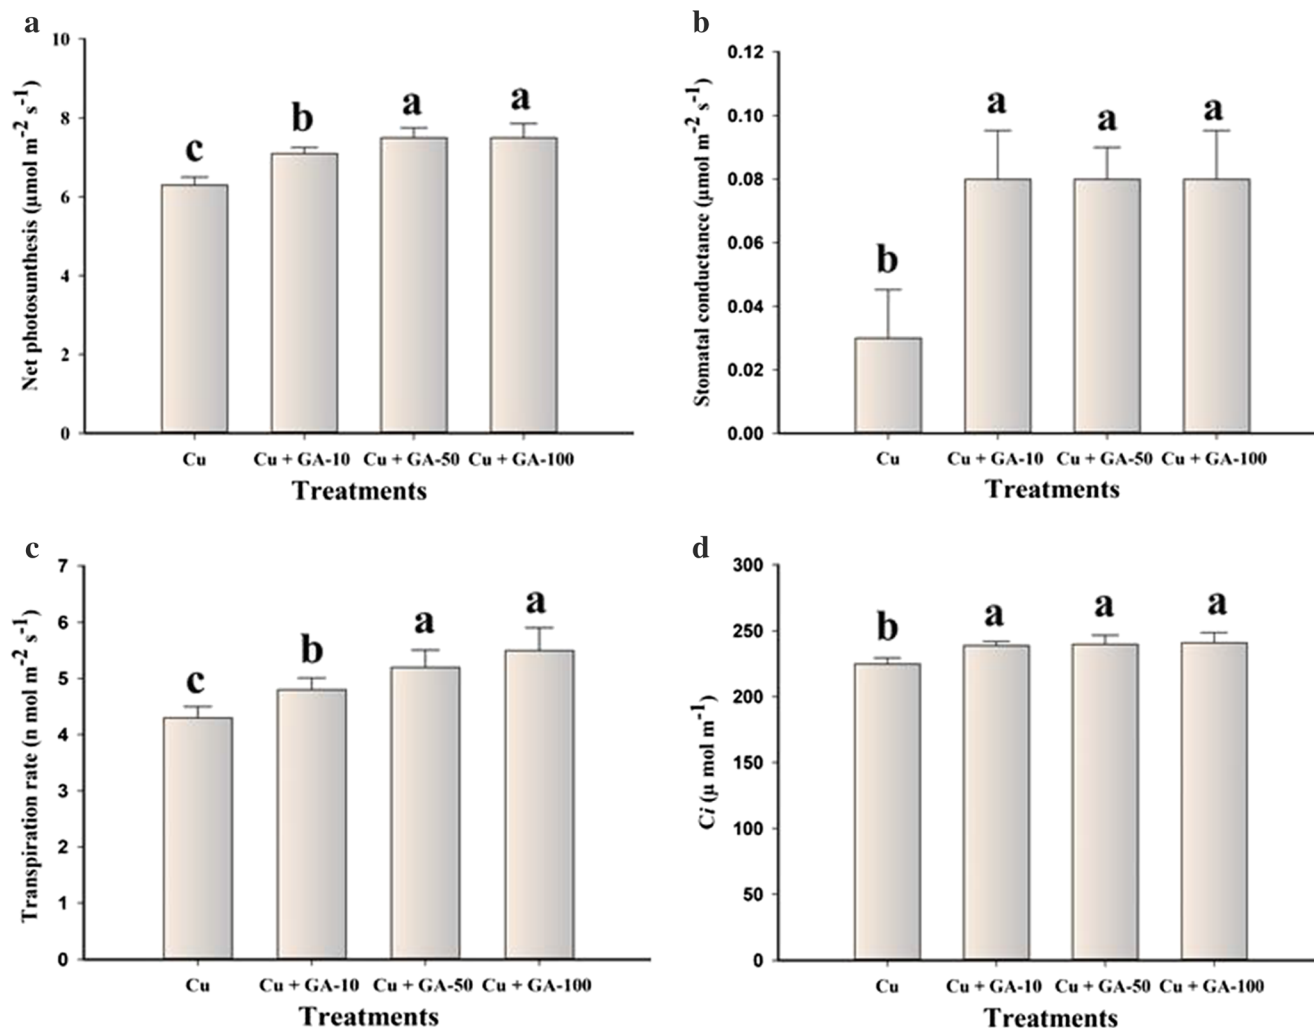 a
Net photosunthesis (µmol m-2 s-1)
10
8
6
4
2
0
c
b
a
a
Cu
Cu + GA-10
Cu + GA-50
Cu + GA-100
Treatments
b
Stomatal conductance (µmol m-2 s-1)
0.12
0.10
0.08
0.06
0.04
0.02
0.00
b
a
a
a
Cu
Cu + GA-10
Cu + GA-50
Cu + GA-100
Treatments
c
Transpiration rate (n mol m-2 s-1)
7
6
5
4
3
2
1
0
c
b
a
a
Cu
Cu + GA-10
Cu + GA-50
Cu + GA-100
Treatments
d
Ci (µ mol m-1)
300
250
200
150
100
50
0
b
a
a
a
Cu
Cu + GA-10
Cu + GA-50
Cu + GA-100
Treatments